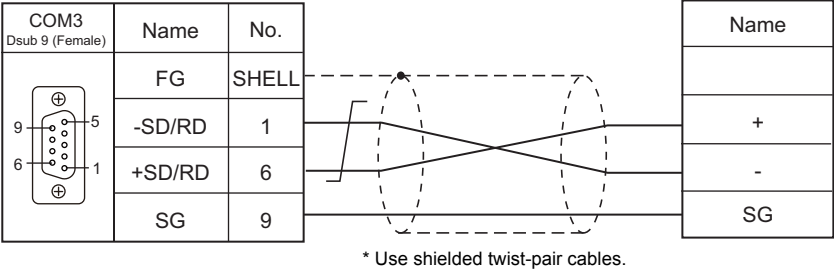 COM3
Dsub 9 (Female)
Name No.
FG SHELL
-SD/RD 1
+SD/RD 6
SG 9
9 5
6 1
Name
+
-
SG
* Use shielded twist-pair cables.